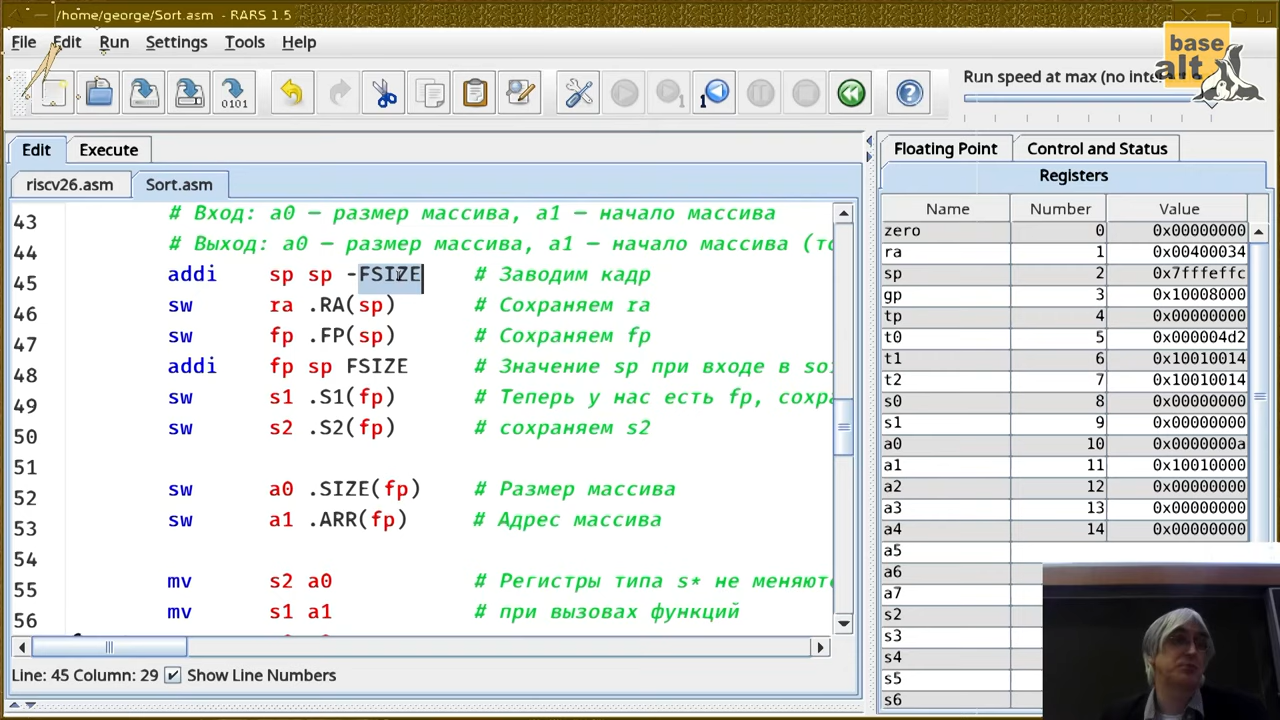 /home/george/Sort.asm - RARS 1.5
File Edit Run Settings Tools Help
base alt
0101
1
1
Run speed at max (no inte
Edit Execute
riscv26.asm Sort.asm
43 # Вход: a0 — размер массива, a1 — начало массива
44 # Выход: a0 — размер массива, a1 — начало массива (то
45 addi sp sp -FSIZE # Заводим кадр
46 sw ra .RA(sp) # Сохраняем ra
47 sw fp .FP(sp) # Сохраняем fp
48 addi fp sp FSIZE # Значение sp при входе в so
49 sw s1 .S1(fp) # Теперь у нас есть fp, сохра
50 sw s2 .S2(fp) # сохраняем s2
51
52 sw a0 .SIZE(fp) # Размер массива
53 sw a1 .ARR(fp) # Адрес массива
54
55 mv s2 a0 # Регистры типа s* не меняютс
56 mv s1 a1 # при вызовах функций
Line: 45 Column: 29 Show Line Numbers
Floating Point Control and Status
Registers
Name Number Value
zero 0 0x00000000
ra 1 0x00400034
sp 2 0x7fffeffc
gp 3 0x10008000
tp 4 0x00000000
t0 5 0x000004d2
t1 6 0x10010014
t2 7 0x10010014
s0 8 0x00000000
s1 9 0x00000000
a0 10 0x0000000a
a1 11 0x10010000
a2 12 0x00000000
a3 13 0x00000000
a4 14 0x00000000
a5
a6
a7
s2
s3
s4
s5
s6